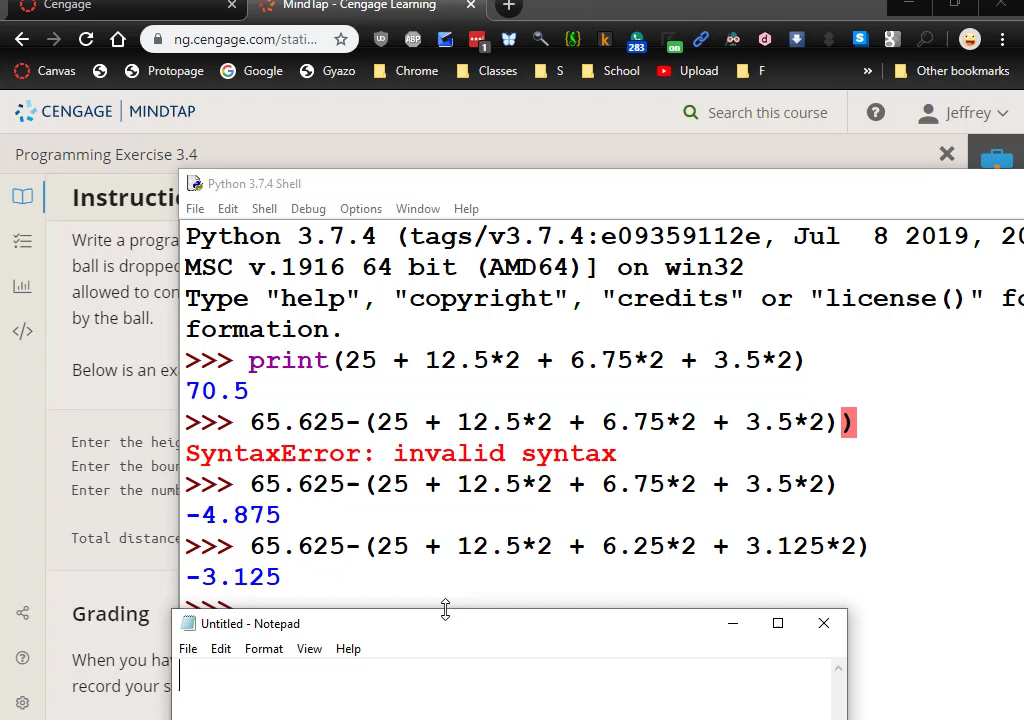 Cengage
MindTap - Cengage Learning
ng.cengage.com/stati...
ABP
1
283
on
Canvas
Protopage
Google
Gyazo
Chrome
Classes
S
School
Upload
F
»
Other bookmarks
CENGAGE | MINDTAP
Search this course
Jeffrey
Programming Exercise 3.4
Python 3.7.4 Shell
File Edit Shell Debug Options Window Help
Python 3.7.4 (tags/v3.7.4:e09359112e, Jul 8 2019, 20
MSC v.1916 64 bit (AMD64)] on win32
Type "help", "copyright", "credits" or "license()" fo
formation.
>>> print(25 + 12.5*2 + 6.75*2 + 3.5*2)
70.5
>>> 65.625-(25 + 12.5*2 + 6.75*2 + 3.5*2))
SyntaxError: invalid syntax
>>> 65.625-(25 + 12.5*2 + 6.75*2 + 3.5*2)
-4.875
>>> 65.625-(25 + 12.5*2 + 6.25*2 + 3.125*2)
-3.125
>>>
Instructi
Write a progra
ball is dropped
allowed to con
by the ball.
Below is an ex
Enter the heig
Enter the boun
Enter the numb
Total distance
Grading
When you hav
record your s
Untitled - Notepad
File Edit Format View Help